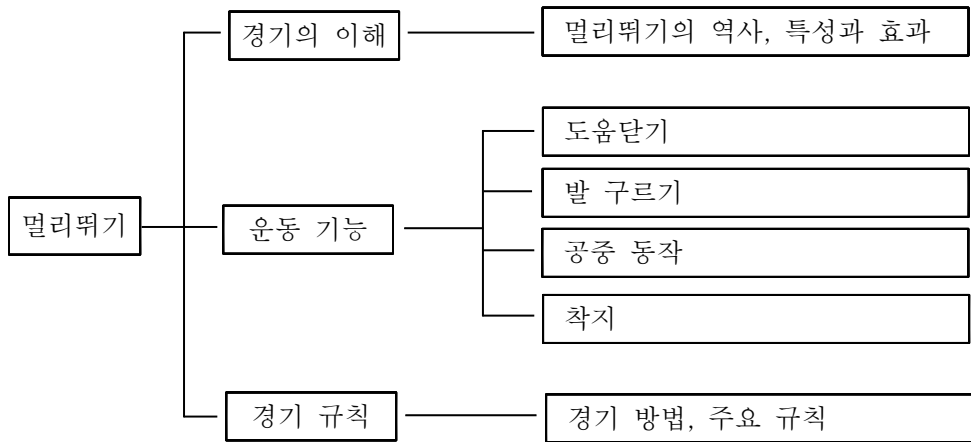 경기의 이해
멀리뛰기의 역사, 특성과 효과
도움닫기
발 구르기
멀리뛰기
운동 기능
공중 동작
착지
경기 규칙
경기 방법, 주요 규칙